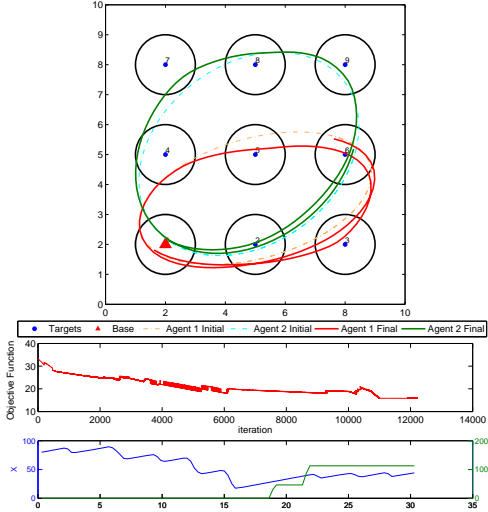 10
9
8
7
6
5
4
3
2
1
0
7 8 9
4 5 6
2 3
0 2 4 6 8 10
Targets Base Agent 1 Initial Agent 2 Initial Agent 1 Final Agent 2 Final
Objective Function
40
30
20
10
0 2000 4000 6000 8000 10000 12000 14000
iteration
X
100
50
0
200
100
0
0 5 10 15 20 25 30 35